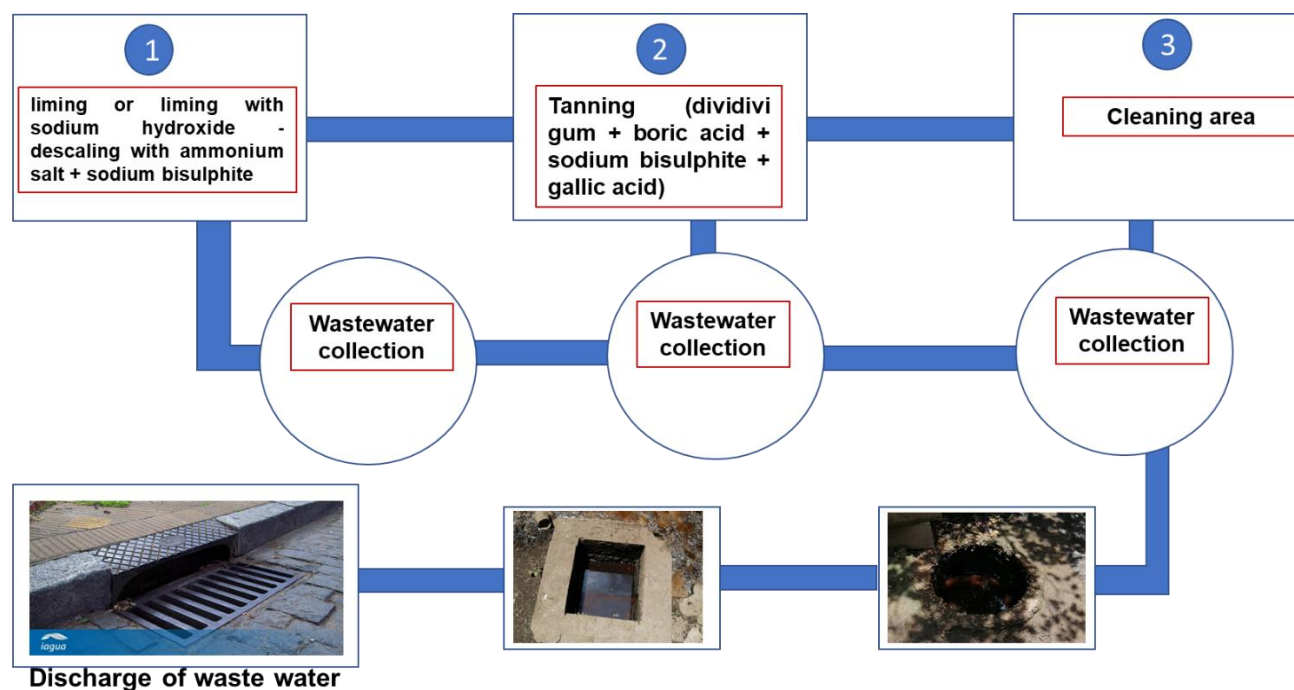 1
liming or liming with
sodium hydroxide -
descaling with ammonium
salt + sodium bisulphite
2
Tanning (dividivi
gum + boric acid +
sodium bisulphite +
gallic acid)
3
Cleaning area
Wastewater
collection
Wastewater
collection
Wastewater
collection
iagua
Discharge of waste water